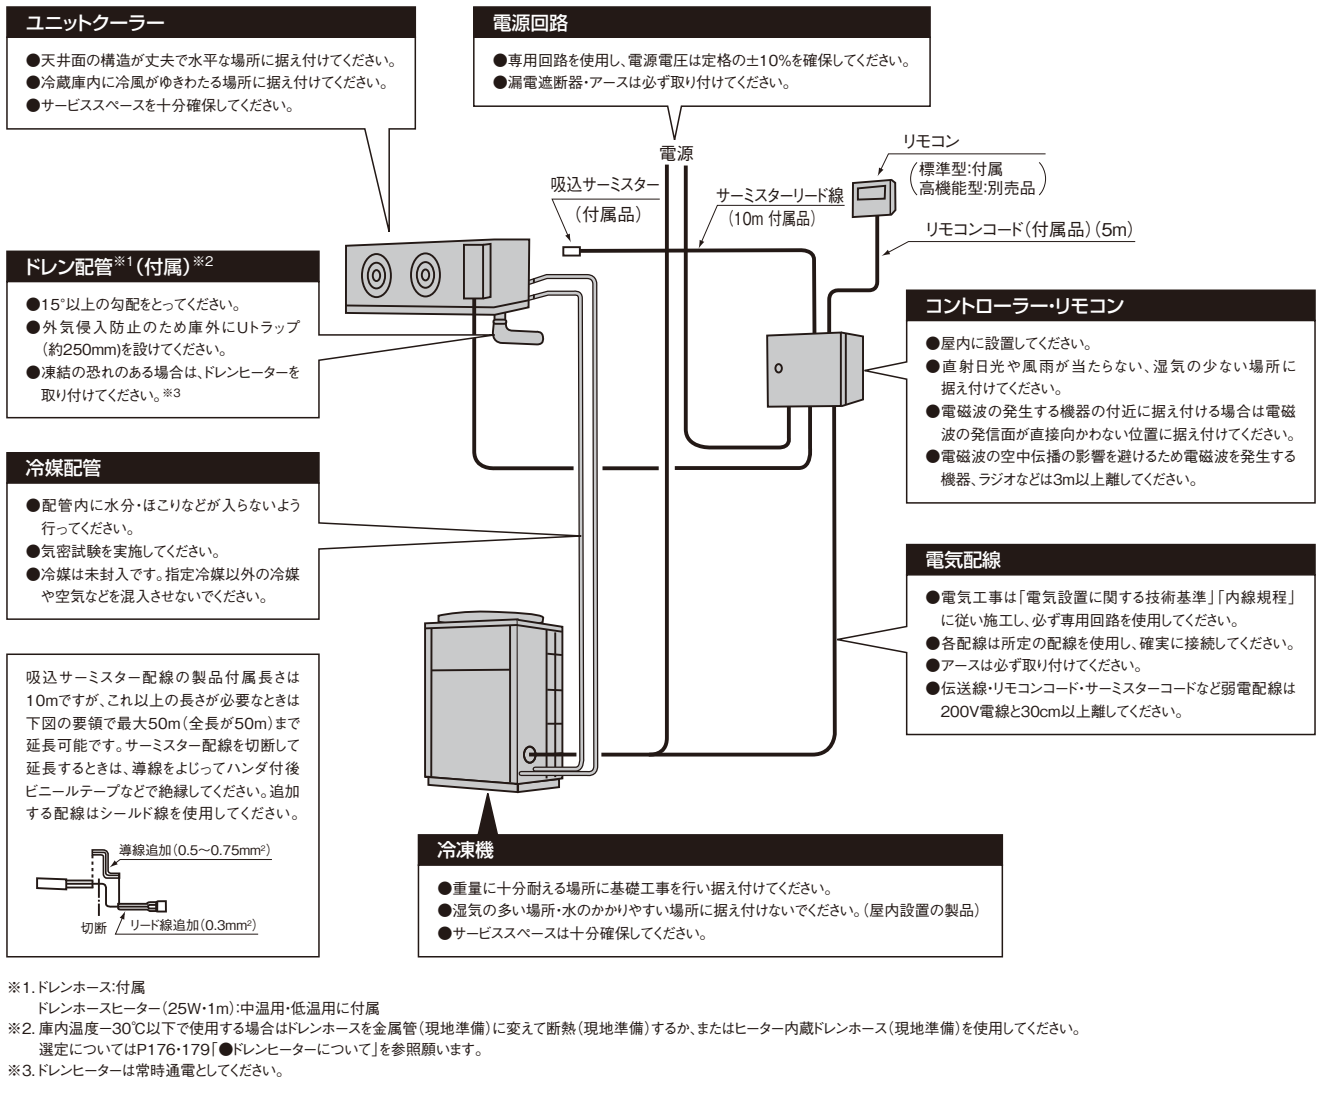 ユニットクーラー
●天井面の構造が丈夫で水平な場所に据え付けてください。
●冷蔵庫内に冷風がゆきわたる場所に据え付けてください。
●サービススペースを十分確保してください。
電源回路
●専用回路を使用し、電源電圧は定格の±10%を確保してください。
●漏電遮断器・アースは必ず取り付けてください。
電源
リモコン
(標準型:付属
高機能型:別売品)
吸込サーミスター
(付属品)
サーミスターリード線
(10m 付属品)
リモコンコード(付属品)(5m)
ドレン配管※1(付属)※2
●15°以上の勾配をとってください。
●外気侵入防止のため庫外にUトラップ
(約250mm)を設けてください。
●凍結の恐れのある場合は、ドレンヒーターを
取り付けてください。※3
コントローラー・リモコン
●屋内に設置してください。
●直射日光や風雨が当たらない、湿気の少ない場所に
据え付けてください。
●電磁波の発生する機器の付近に据え付ける場合は電磁
波の発信面が直接向かわない位置に据え付けてください。
●電磁波の空中伝播の影響を避けるため電磁波を発生する
機器、ラジオなどは3m以上離してください。
冷媒配管
●配管内に水分・ほこりなどが入らないよう
行ってください。
●気密試験を実施してください。
●冷媒は未封入です。指定冷媒以外の冷媒
や空気などを混入させないでください。
電気配線
●電気工事は「電気設置に関する技術基準」「内線規程」
に従い施工し、必ず専用回路を使用してください。
●各配線は所定の配線を使用し、確実に接続してください。
●アースは必ず取り付けてください。
●伝送線・リモコンコード・サーミスターコードなど弱電配線は
200V電線と30cm以上離してください。
吸込サーミスター配線の製品付属長さは
10mですが、これ以上の長さが必要なときは
下図の要領で最大50m(全長が50m)まで
延長可能です。サーミスター配線を切断して
延長するときは、導線をよじってハンダ付後
ビニールテープなどで絶縁してください。追加
する配線はシールド線を使用してください。
導線追加(0.5〜0.75mm²)
切断
リード線追加(0.3mm²)
冷凍機
●重量に十分耐える場所に基礎工事を行い据え付けてください。
●湿気の多い場所・水のかかりやすい場所に据え付けないでください。(屋内設置の製品)
●サービススペースは十分確保してください。
※1.ドレンホース:付属
ドレンホースヒーター(25W・1m):中温用・低温用に付属
※2.庫内温度−30℃以下で使用する場合はドレンホースを金属管(現地準備)に変えて断熱(現地準備)するか、またはヒーター内蔵ドレンホース(現地準備)を使用してください。
選定についてはP176・179「●ドレンヒーターについて」を参照願います。
※3.ドレンヒーターは常時通電としてください。